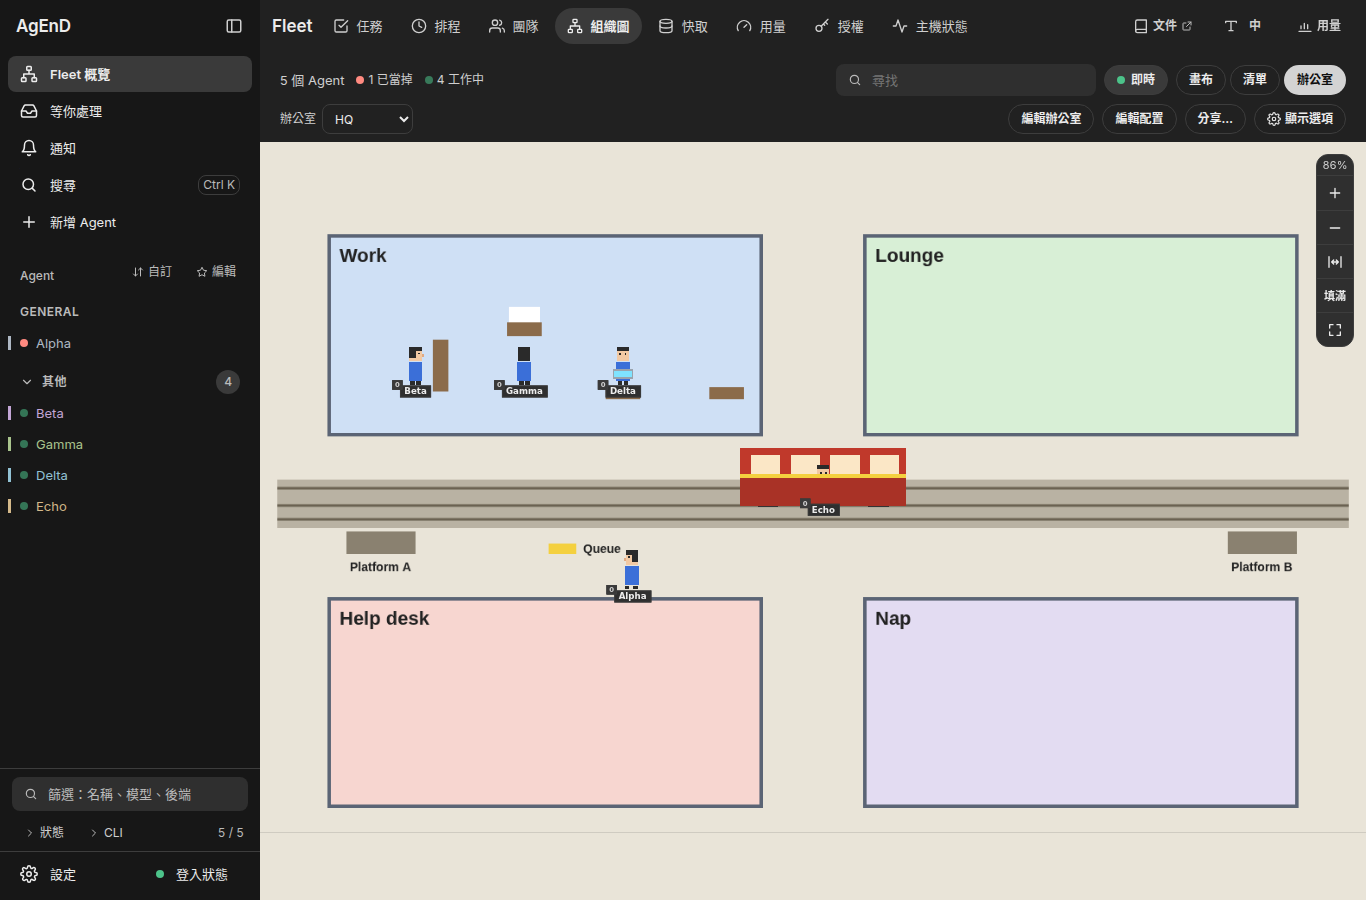 AgEnD
Fleet 概覽
等你處理
通知
搜尋 Ctrl K
新增 Agent
Agent 自訂 編輯
GENERAL
Alpha
其他 4
Beta
Gamma
Delta
Echo
篩選：名稱、模型、後端
狀態 CLI 5 / 5
設定 登入狀態
Fleet 任務 排程 團隊 組織圖 快取 用量 授權 主機狀態 文件 中 用量
5 個 Agent 1 已當掉 4 工作中 尋找 即時 畫布 清單 辦公室
辦公室 HQ 編輯辦公室 編輯配置 分享... 顯示選項
86%
填滿
Work
Lounge
0 Beta
0 Gamma
0 Delta
0 Echo
Platform A
Queue
Platform B
0 Alpha
Help desk
Nap